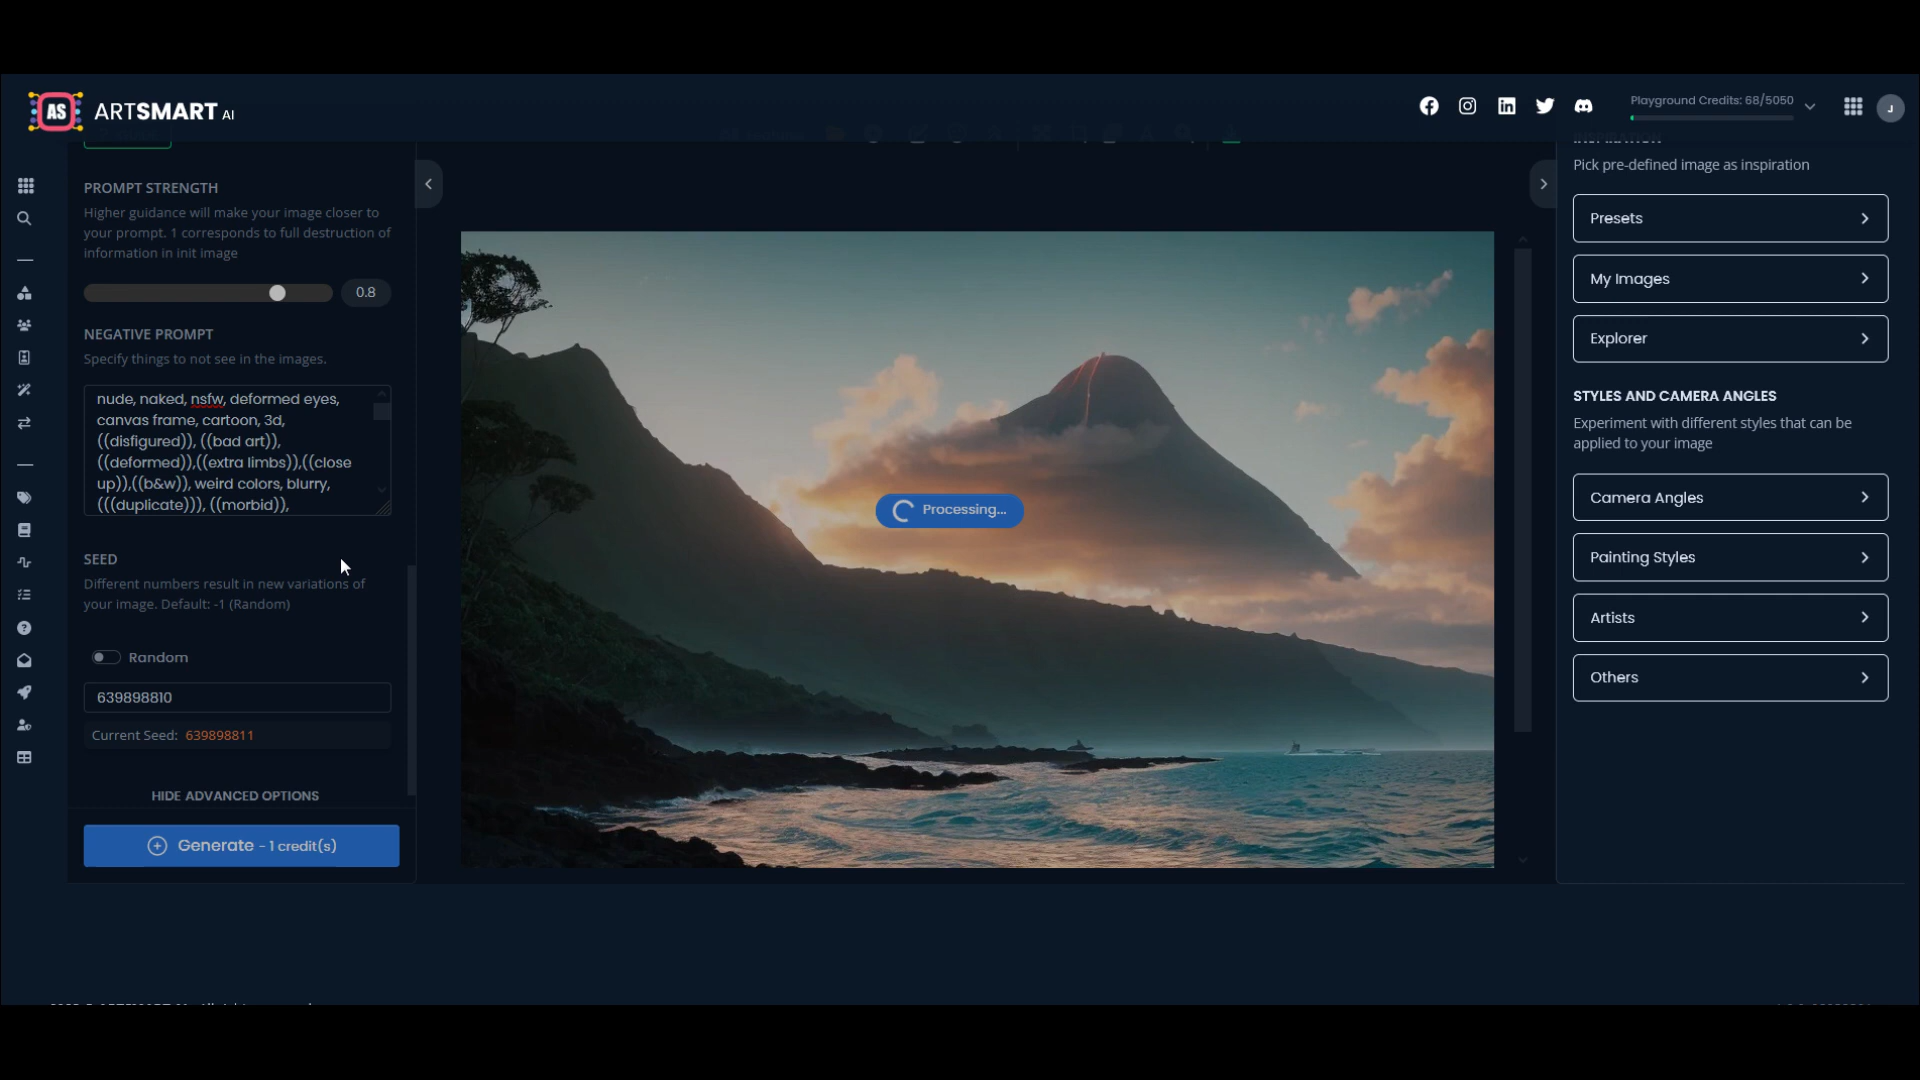 AS ARTSMART AI
Playground Credits: 68/5050
J
PROMPT STRENGTH
Higher guidance will make your image closer to
your prompt. 1 corresponds to full destruction of
information in init image
0.8
NEGATIVE PROMPT
Specify things to not see in the images.
nude, naked, nsfw, deformed eyes,
canvas frame, cartoon, 3d,
((disfigured)), ((bad art)),
((deformed)),((extra limbs)),((close
up)),((b&w)), weird colors, blurry,
(((duplicate))), ((morbid)),
SEED
Different numbers result in new variations of
your image. Default: -1 (Random)
Random
639898810
Current Seed: 639898811
HIDE ADVANCED OPTIONS
Generate - 1 credit(s)
Processing...
INSPIRATION
Pick pre-defined image as inspiration
Presets
My Images
Explorer
STYLES AND CAMERA ANGLES
Experiment with different styles that can be
applied to your image
Camera Angles
Painting Styles
Artists
Others